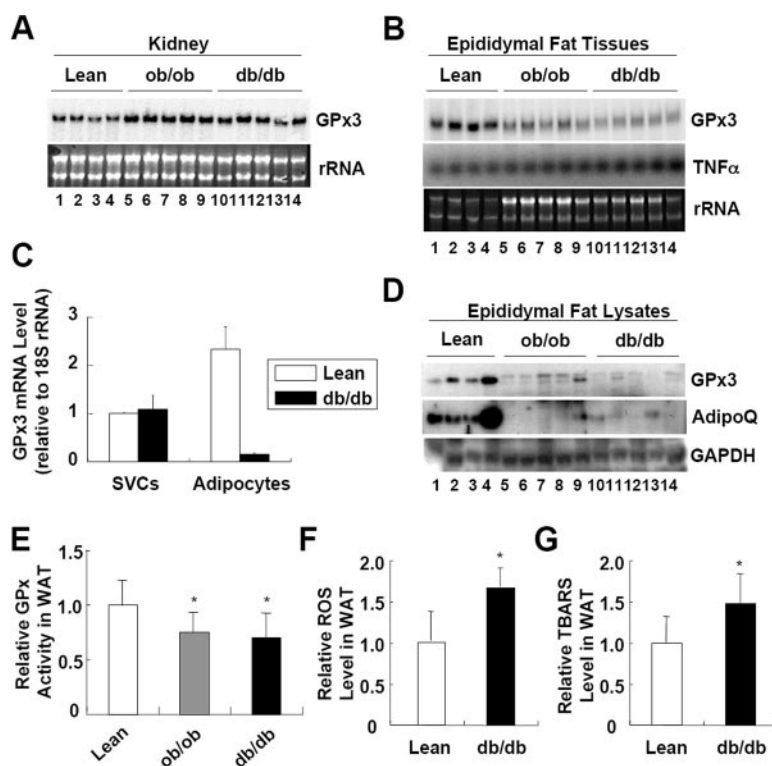 A
Kidney
Lean ob/ob db/db
GPx3
rRNA
1 2 3 4 5 6 7 8 9 10 11 12 13 14
B
Epididymal Fat Tissues
Lean ob/ob db/db
GPx3
TNFα
rRNA
1 2 3 4 5 6 7 8 9 10 11 12 13 14
C
GPx3 mRNA Level
(relative to 18S rRNA)
3
2
1
0
SVCs Adipocytes
Lean
db/db
D
Epididymal Fat Lysates
Lean ob/ob db/db
GPx3
AdipoQ
GAPDH
1 2 3 4 5 6 7 8 9 10 11 12 13 14
E
Relative GPx
Activity in WAT
1.5
1.0
0.5
0
* *
Lean ob/ob db/db
F
Relative ROS
Level in WAT
2.0
1.5
1.0
0.5
0
*
Lean db/db
G
Relative TBARS
Level in WAT
2.0
1.5
1.0
0.5
0
*
Lean db/db